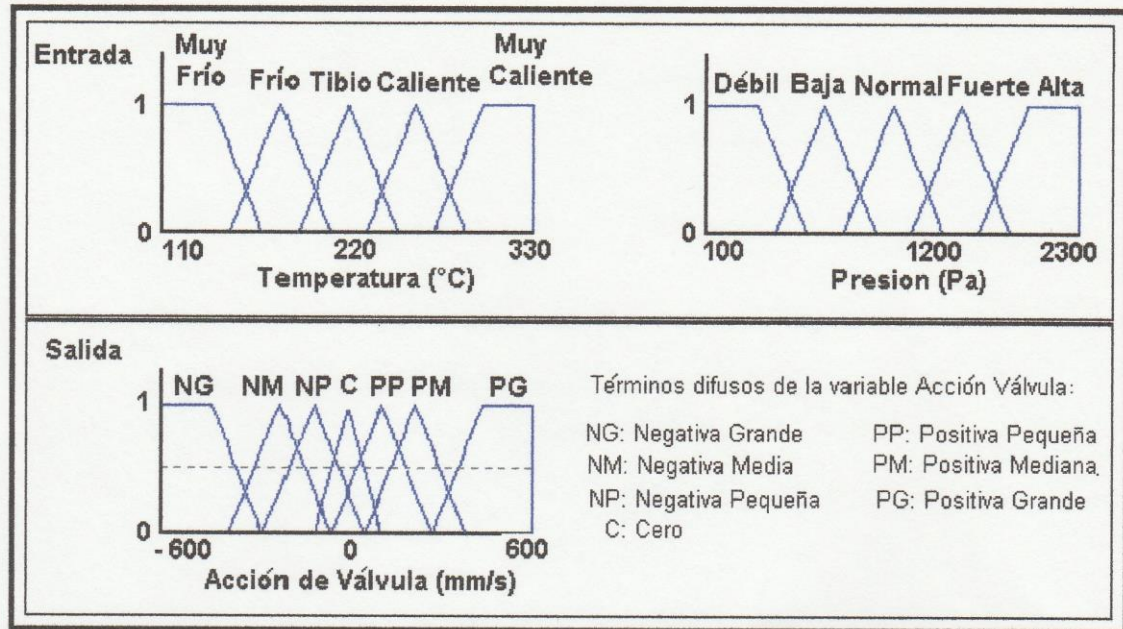 Entrada
Muy Frío Frío Tibio Caliente Muy Caliente
1
0
110 220 330
Temperatura (°C)
Débil Baja Normal Fuerte Alta
1
0
100 1200 2300
Presion (Pa)
Salida
NG NM NP C PP PM PG
1
0
- 600 0 600
Acción de Válvula (mm/s)
Términos difusos de la variable Acción Válvula:
NG: Negativa Grande PP: Positiva Pequeña
NM: Negativa Media PM: Positiva Mediana.
NP: Negativa Pequeña PG: Positiva Grande
C: Cero